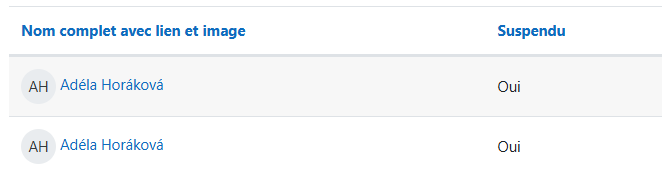 Nom complet avec lien et image Suspendu
AH Adéla Horáková Oui
AH Adéla Horáková Oui